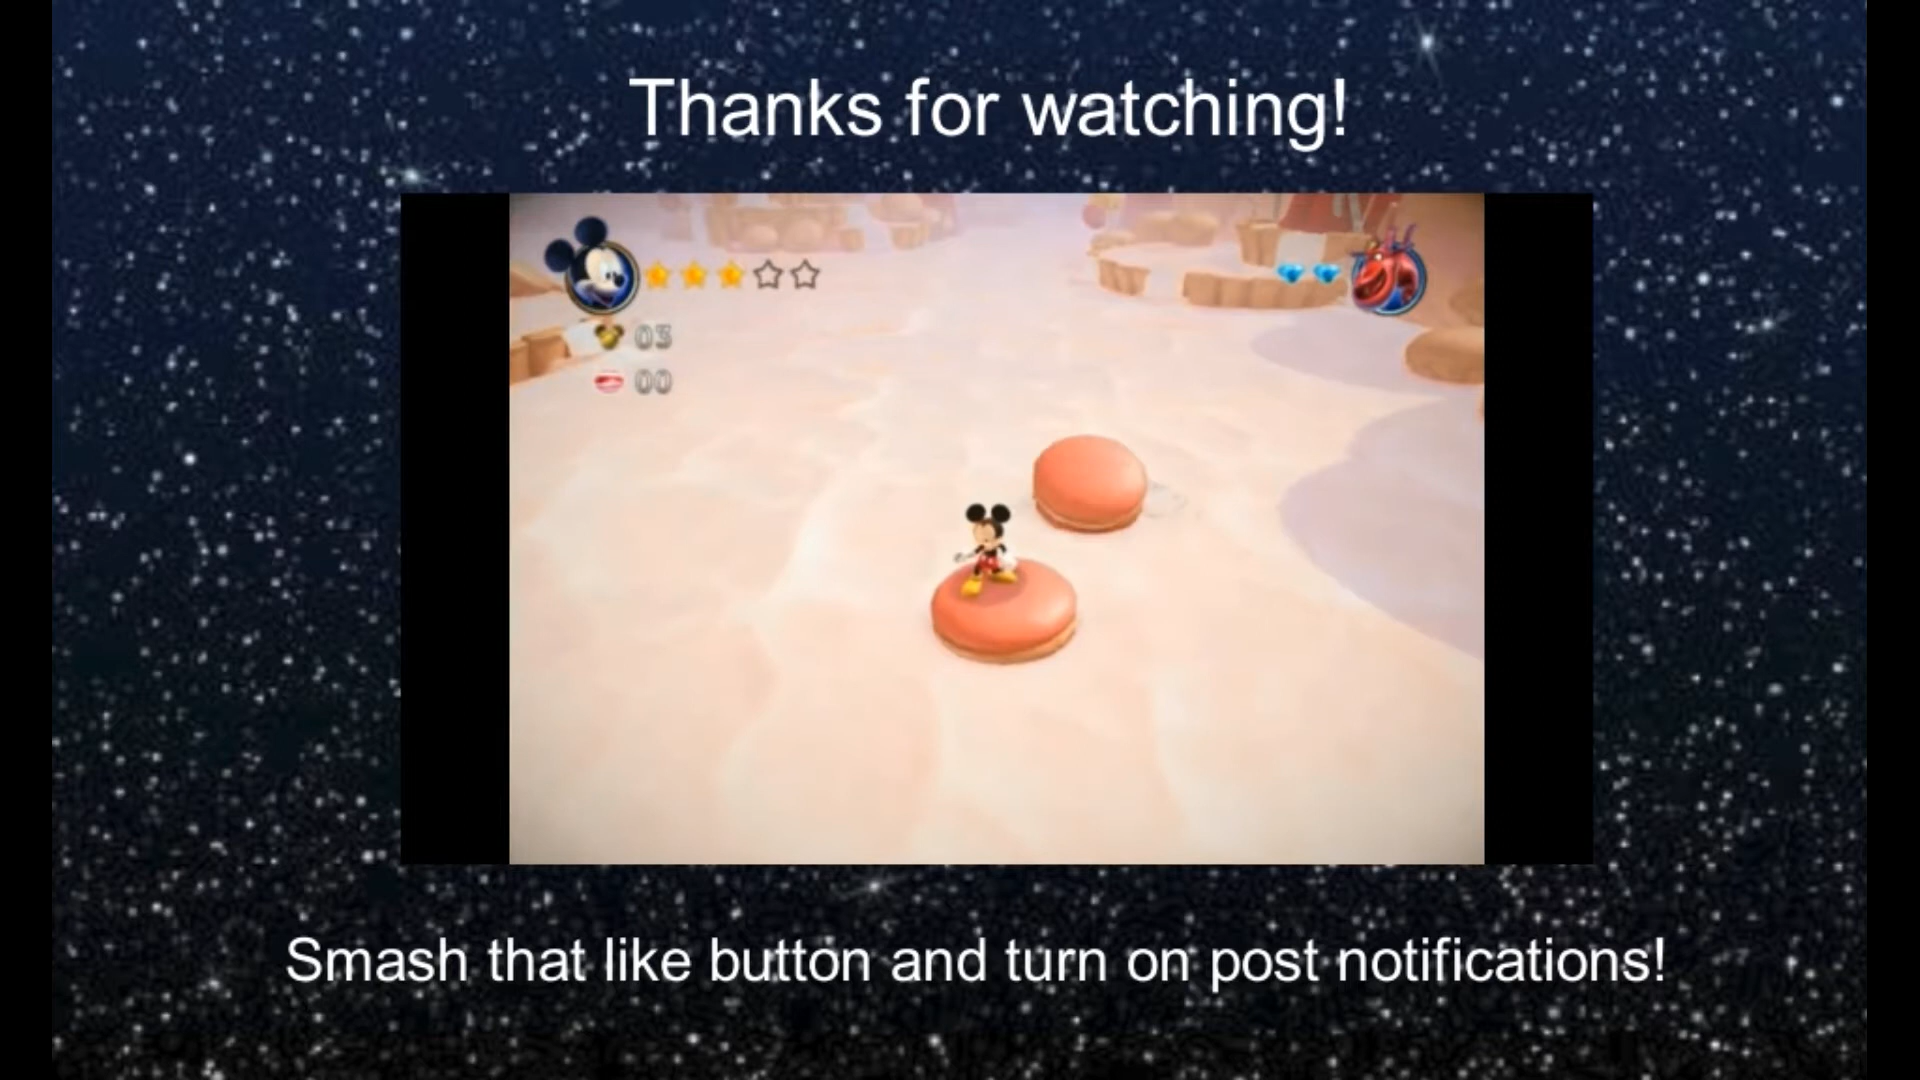 Thanks for watching!
03
00
Smash that like button and turn on post notifications!